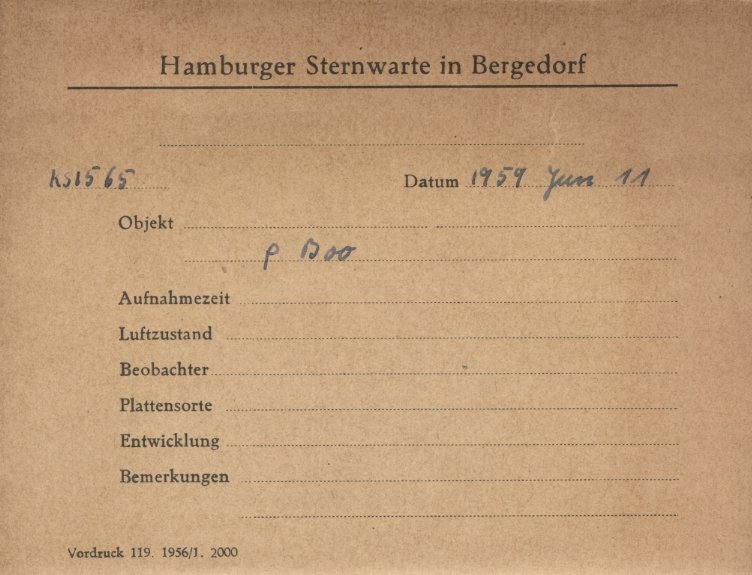 Hamburger Sternwarte in Bergedorf
KS1565 Datum 1959 Jun 11
Objekt
ρ Boo
Aufnahmezeit
Luftzustand
Beobachter
Plattensorte
Entwicklung
Bemerkungen
Vordruck 119. 1956/1. 2000